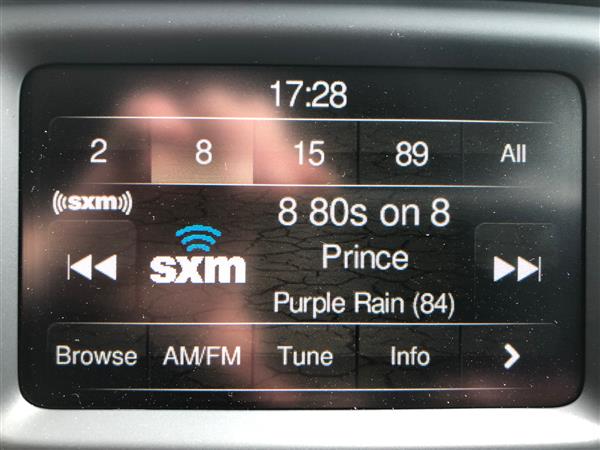 17:28
2 8 15 89 All
((sxm))
8 80s on 8
sxm
Prince
Purple Rain (84)
Browse AM/FM Tune Info